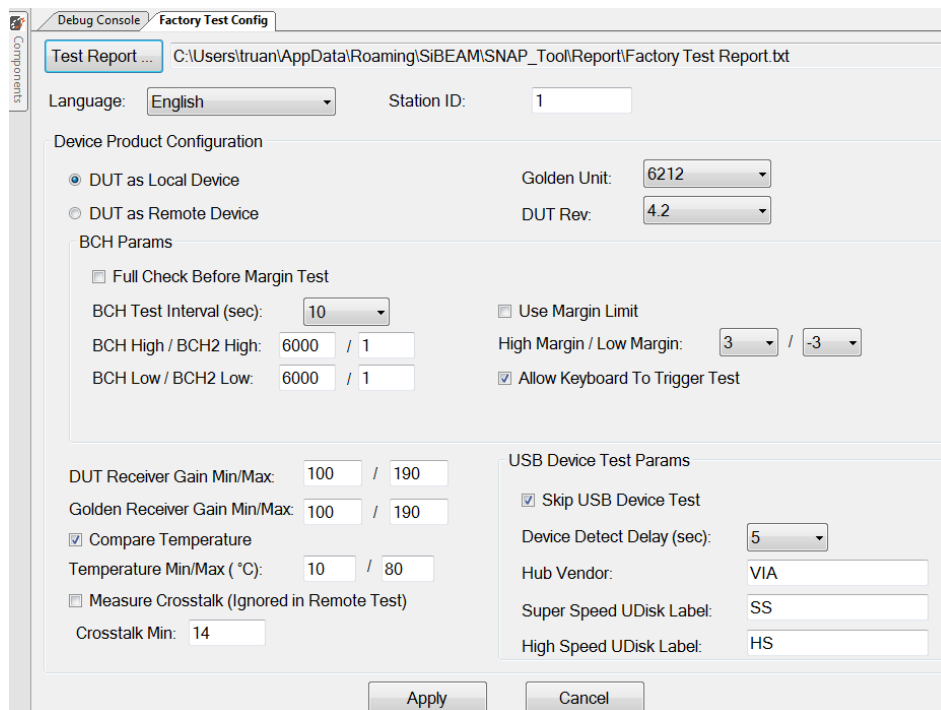 Debug Console Factory Test Config
Components
Test Report ... C:\Users\truan\AppData\Roaming\SiBEAM\SNAP_Tool\Report\Factory Test Report.txt
Language: English Station ID: 1
Device Product Configuration
DUT as Local Device Golden Unit: 6212
DUT as Remote Device DUT Rev: 4.2
BCH Params
Full Check Before Margin Test
BCH Test Interval (sec): 10 Use Margin Limit
BCH High / BCH2 High: 6000 / 1 High Margin / Low Margin: 3 / -3
BCH Low / BCH2 Low: 6000 / 1 Allow Keyboard To Trigger Test
USB Device Test Params
DUT Receiver Gain Min/Max: 100 / 190
Skip USB Device Test
Golden Receiver Gain Min/Max: 100 / 190
Compare Temperature Device Detect Delay (sec): 5
Temperature Min/Max ( °C): 10 / 80 Hub Vendor: VIA
Measure Crosstalk (Ignored in Remote Test) Super Speed UDisk Label: SS
Crosstalk Min: 14 High Speed UDisk Label: HS
Apply Cancel